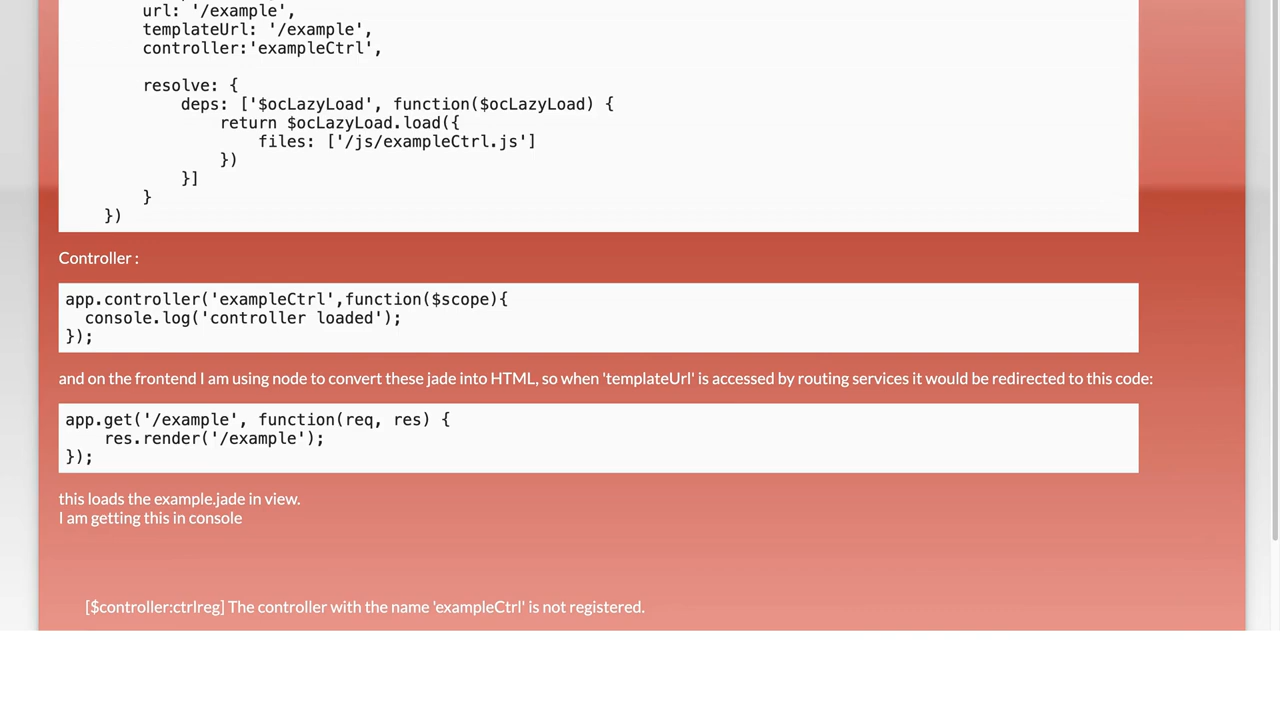 url: '/example',
templateUrl: '/example',
controller:'exampleCtrl',
resolve: {
deps: ['$ocLazyLoad', function($ocLazyLoad) {
return $ocLazyLoad.load({
files: ['/js/exampleCtrl.js']
})
}]
}
})
Controller :
app.controller('exampleCtrl',function($scope){
console.log('controller loaded');
});
and on the frontend I am using node to convert these jade into HTML, so when 'templateUrl' is accessed by routing services it would be redirected to this code:
app.get('/example', function(req, res) {
res.render('/example');
});
this loads the example.jade in view.
I am getting this in console
[$controller:ctrlreg] The controller with the name 'exampleCtrl' is not registered.